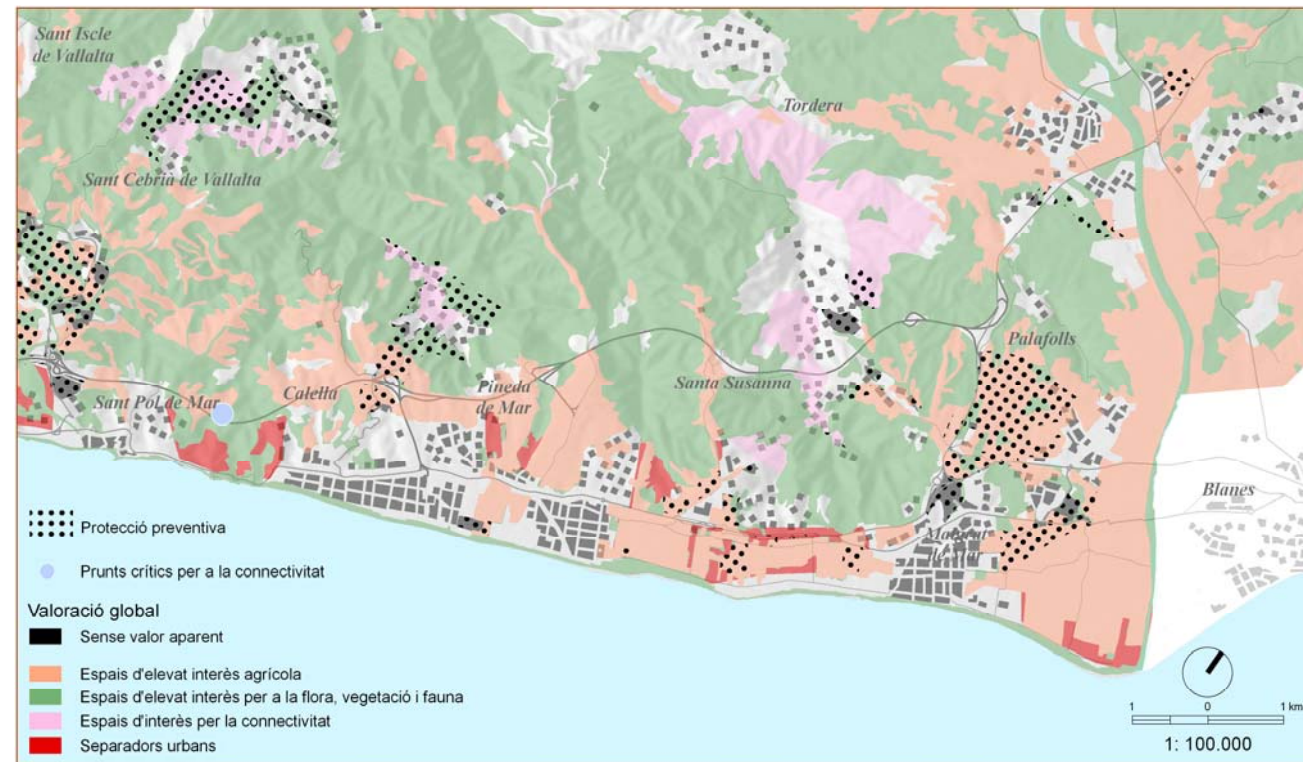 Sant Iscle
de Vallalta
Tordera
Sant Cebrià de Vallalta
Palafolls
Calella
Pineda
de Mar
Santa Susanna
Sant Pol de Mar
Blanes
Malgrat
de Mar
Protecció preventiva
Prunts crítics per a la connectivitat
Valoració global
Sense valor aparent
Espais d'elevat interès agrícola
Espais d'elevat interès per a la flora, vegetació i fauna
Espais d'interès per la connectivitat
Separadors urbans
1 0 1 km
1: 100.000